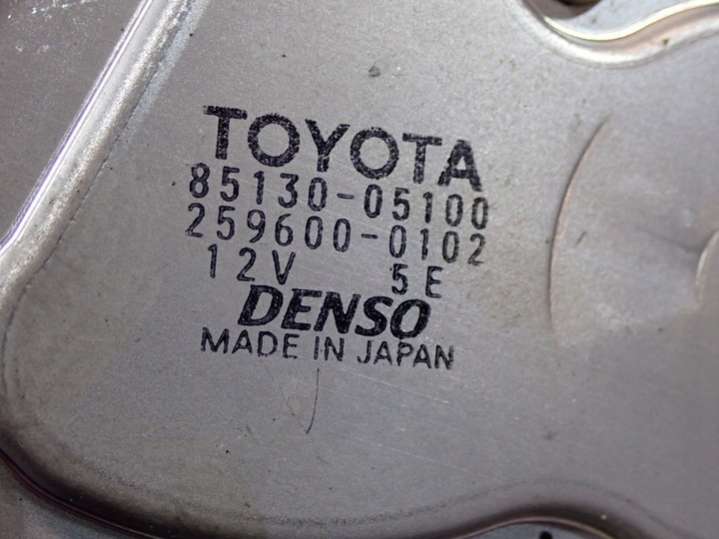 TOYOTA
85130-05100
259600-0102
12V 5E
DENSO
MADE IN JAPAN